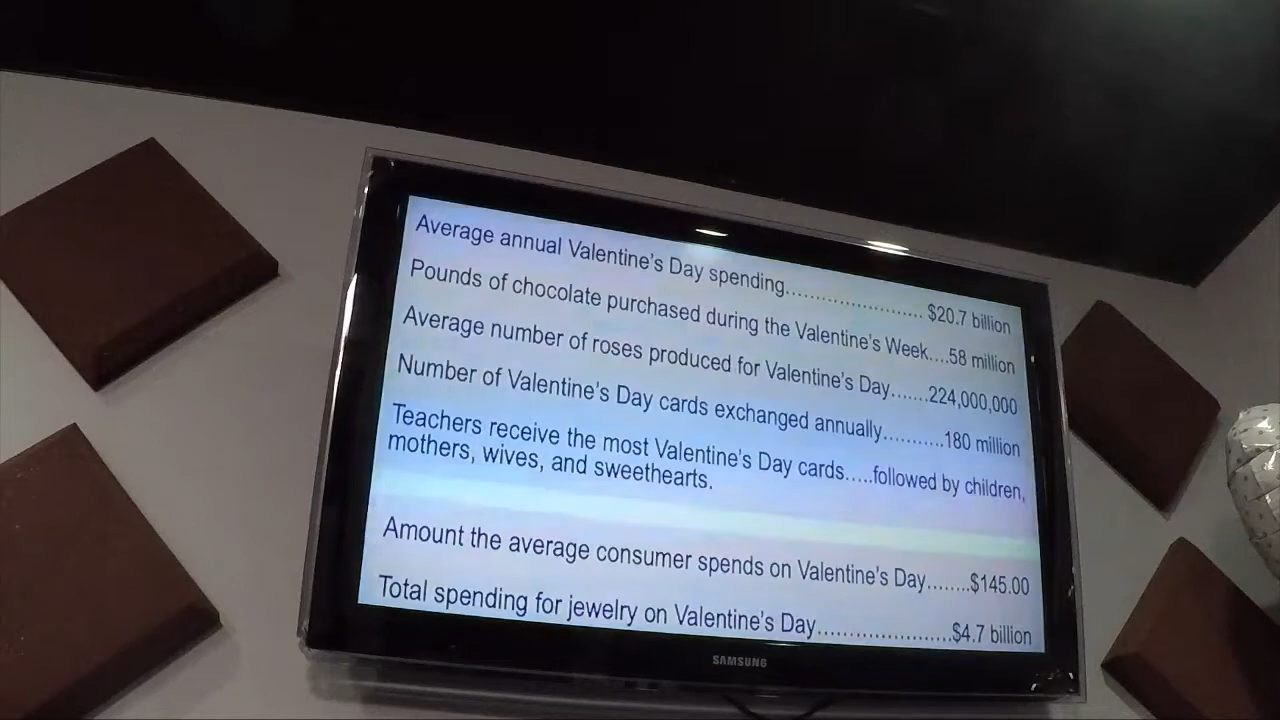 Average annual Valentine's Day spending...................... $20.7 billion
Pounds of chocolate purchased during the Valentine's Week....58 million
Average number of roses produced for Valentine's Day.......224,000,000
Number of Valentine's Day cards exchanged annually...........180 million
Teachers receive the most Valentine's Day cards.....followed by children,
mothers, wives, and sweethearts.
Amount the average consumer spends on Valentine's Day........$145.00
Total spending for jewelry on Valentine's Day......................$4.7 billion
SAMSUNG